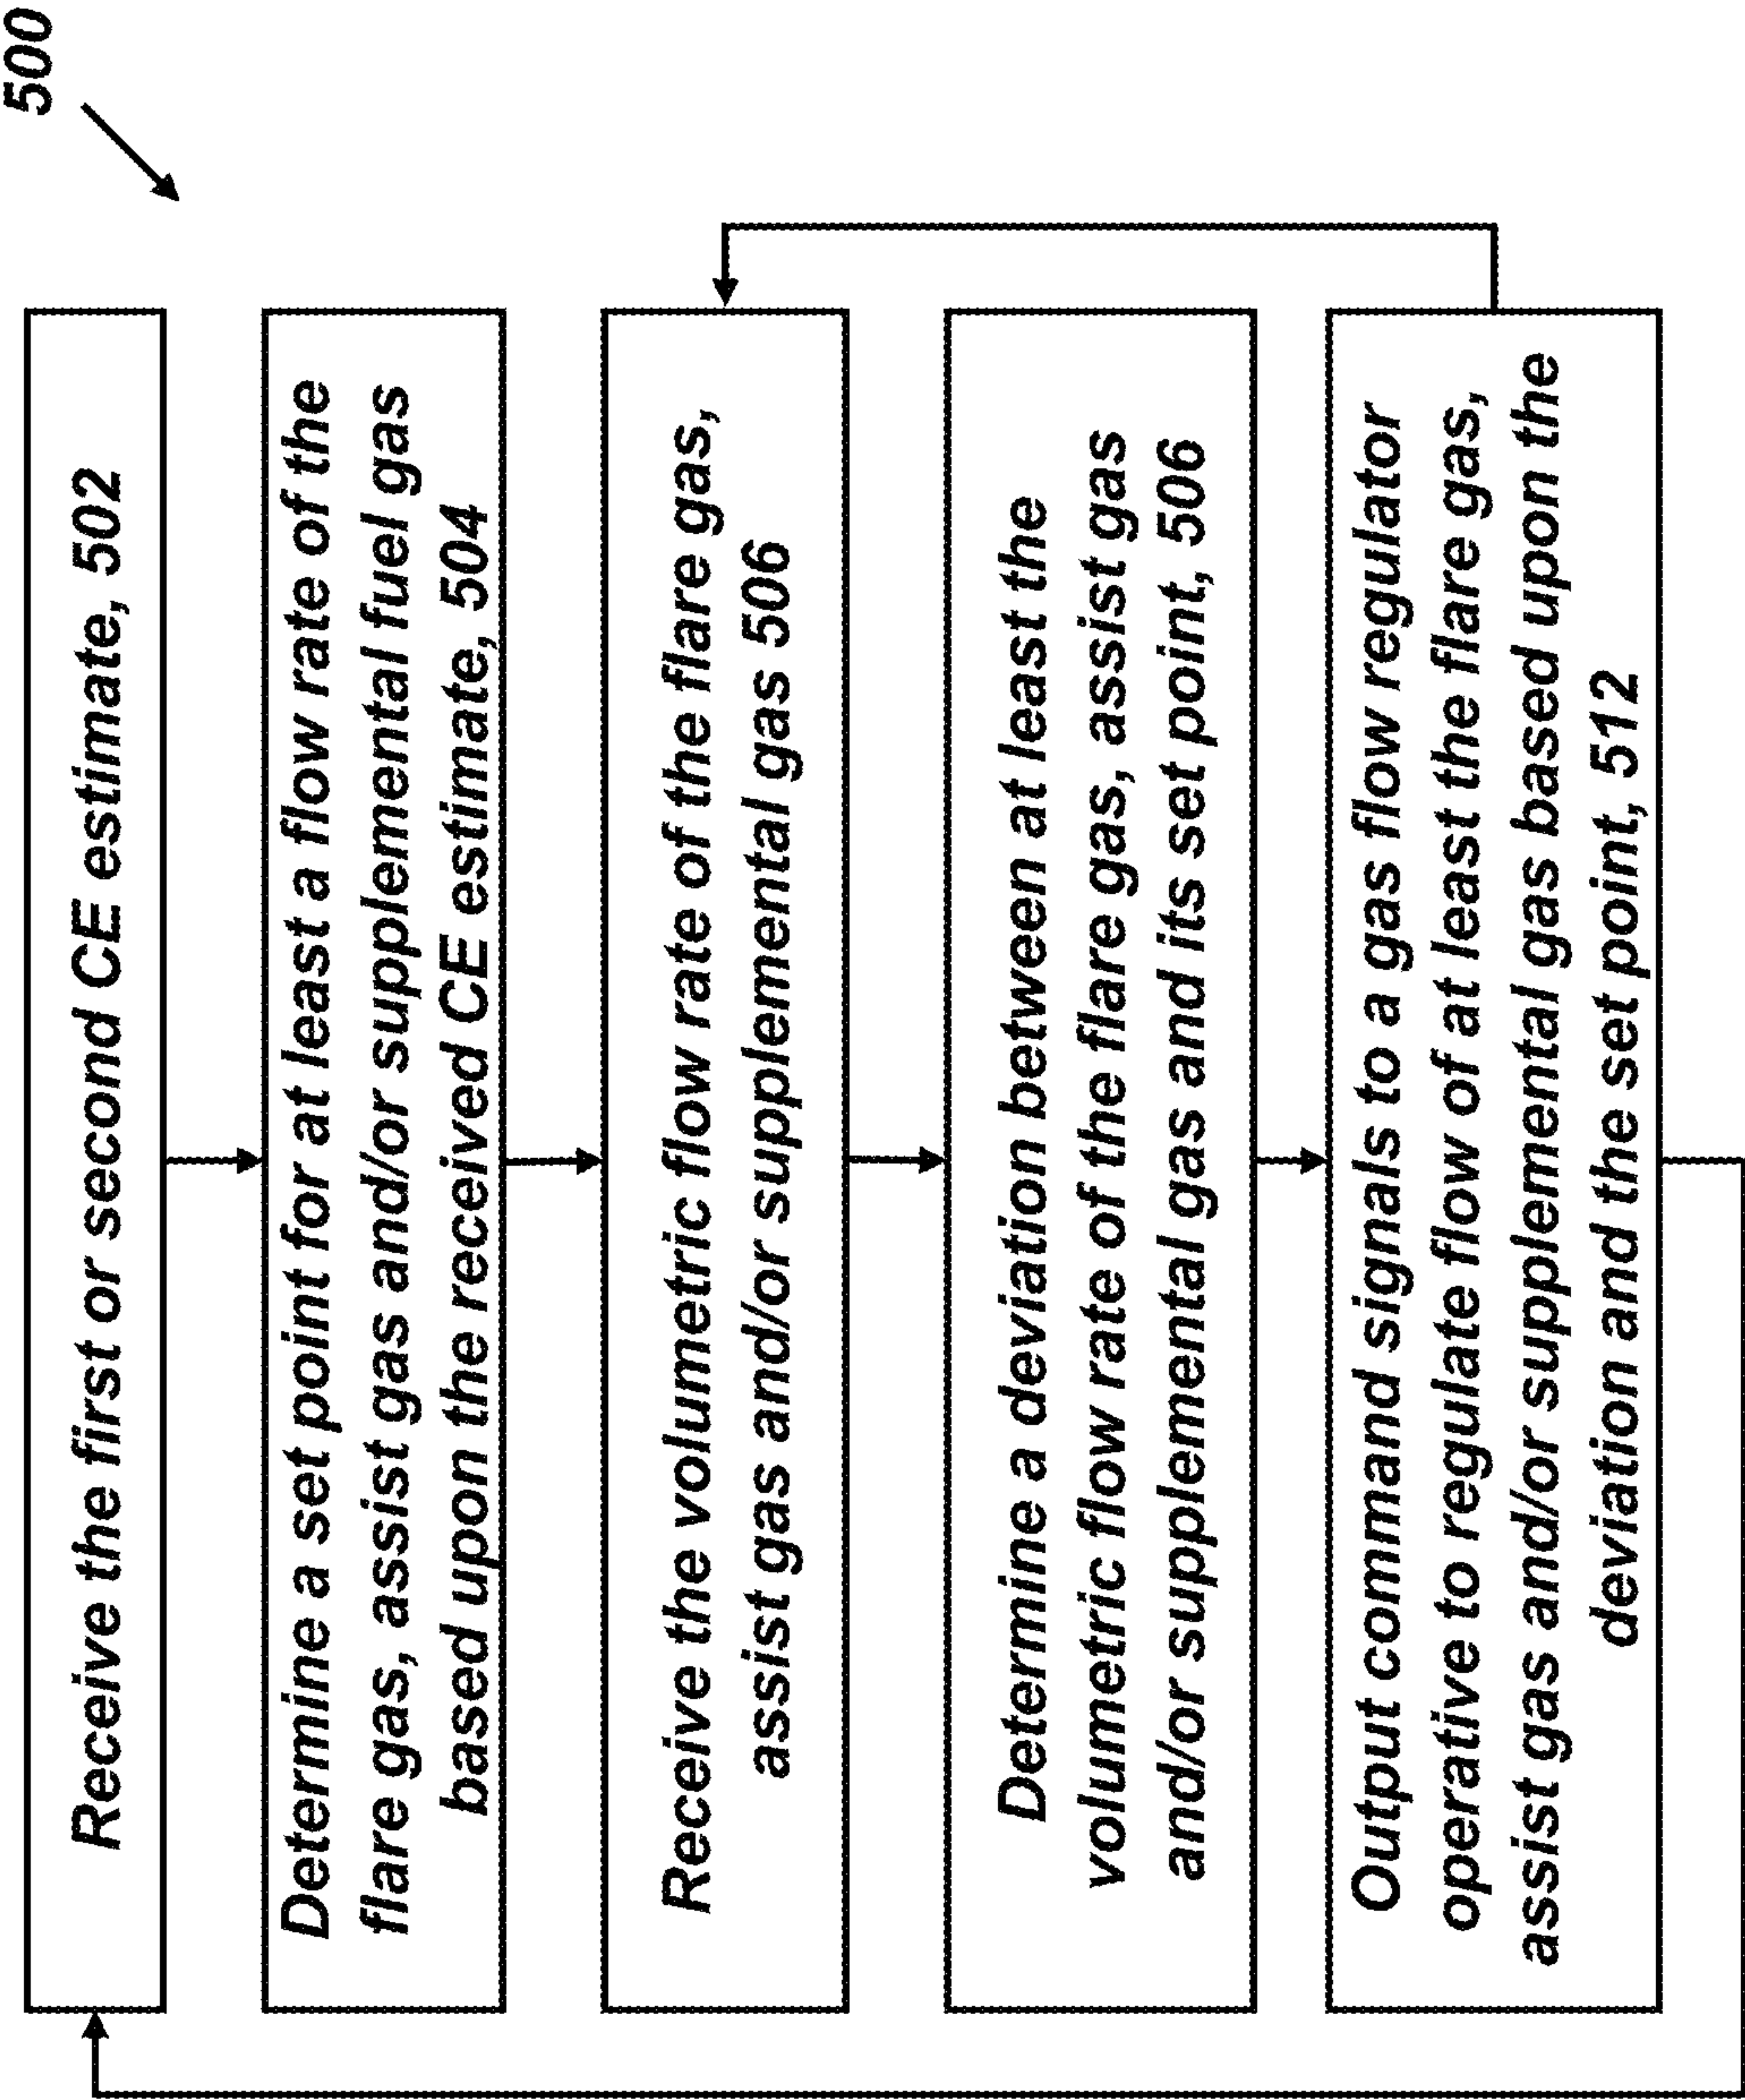 500
Receive the first or second CE estimate, 502
Determine a set point for at least a flow rate of the
flare gas, assist gas and/or supplemental fuel gas
based upon the received CE estimate, 504
Receive the volumetric flow rate of the flare gas,
assist gas and/or supplemental gas 506
Determine a deviation between at least the
volumetric flow rate of the flare gas, assist gas
and/or supplemental gas and its set point, 506
Output command signals to a gas flow regulator
operative to regulate flow of at least the flare gas,
assist gas and/or supplemental gas based upon the
deviation and the set point, 512